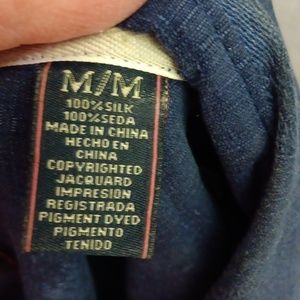 M/M
100% SILK
100% SEDA
MADE IN CHINA
HECHO EN
CHINA
COPYRIGHTED
JACQUARD
IMPRESION
REGISTRADA
PIGMENT DYED
PIGMENTO
TENIDO